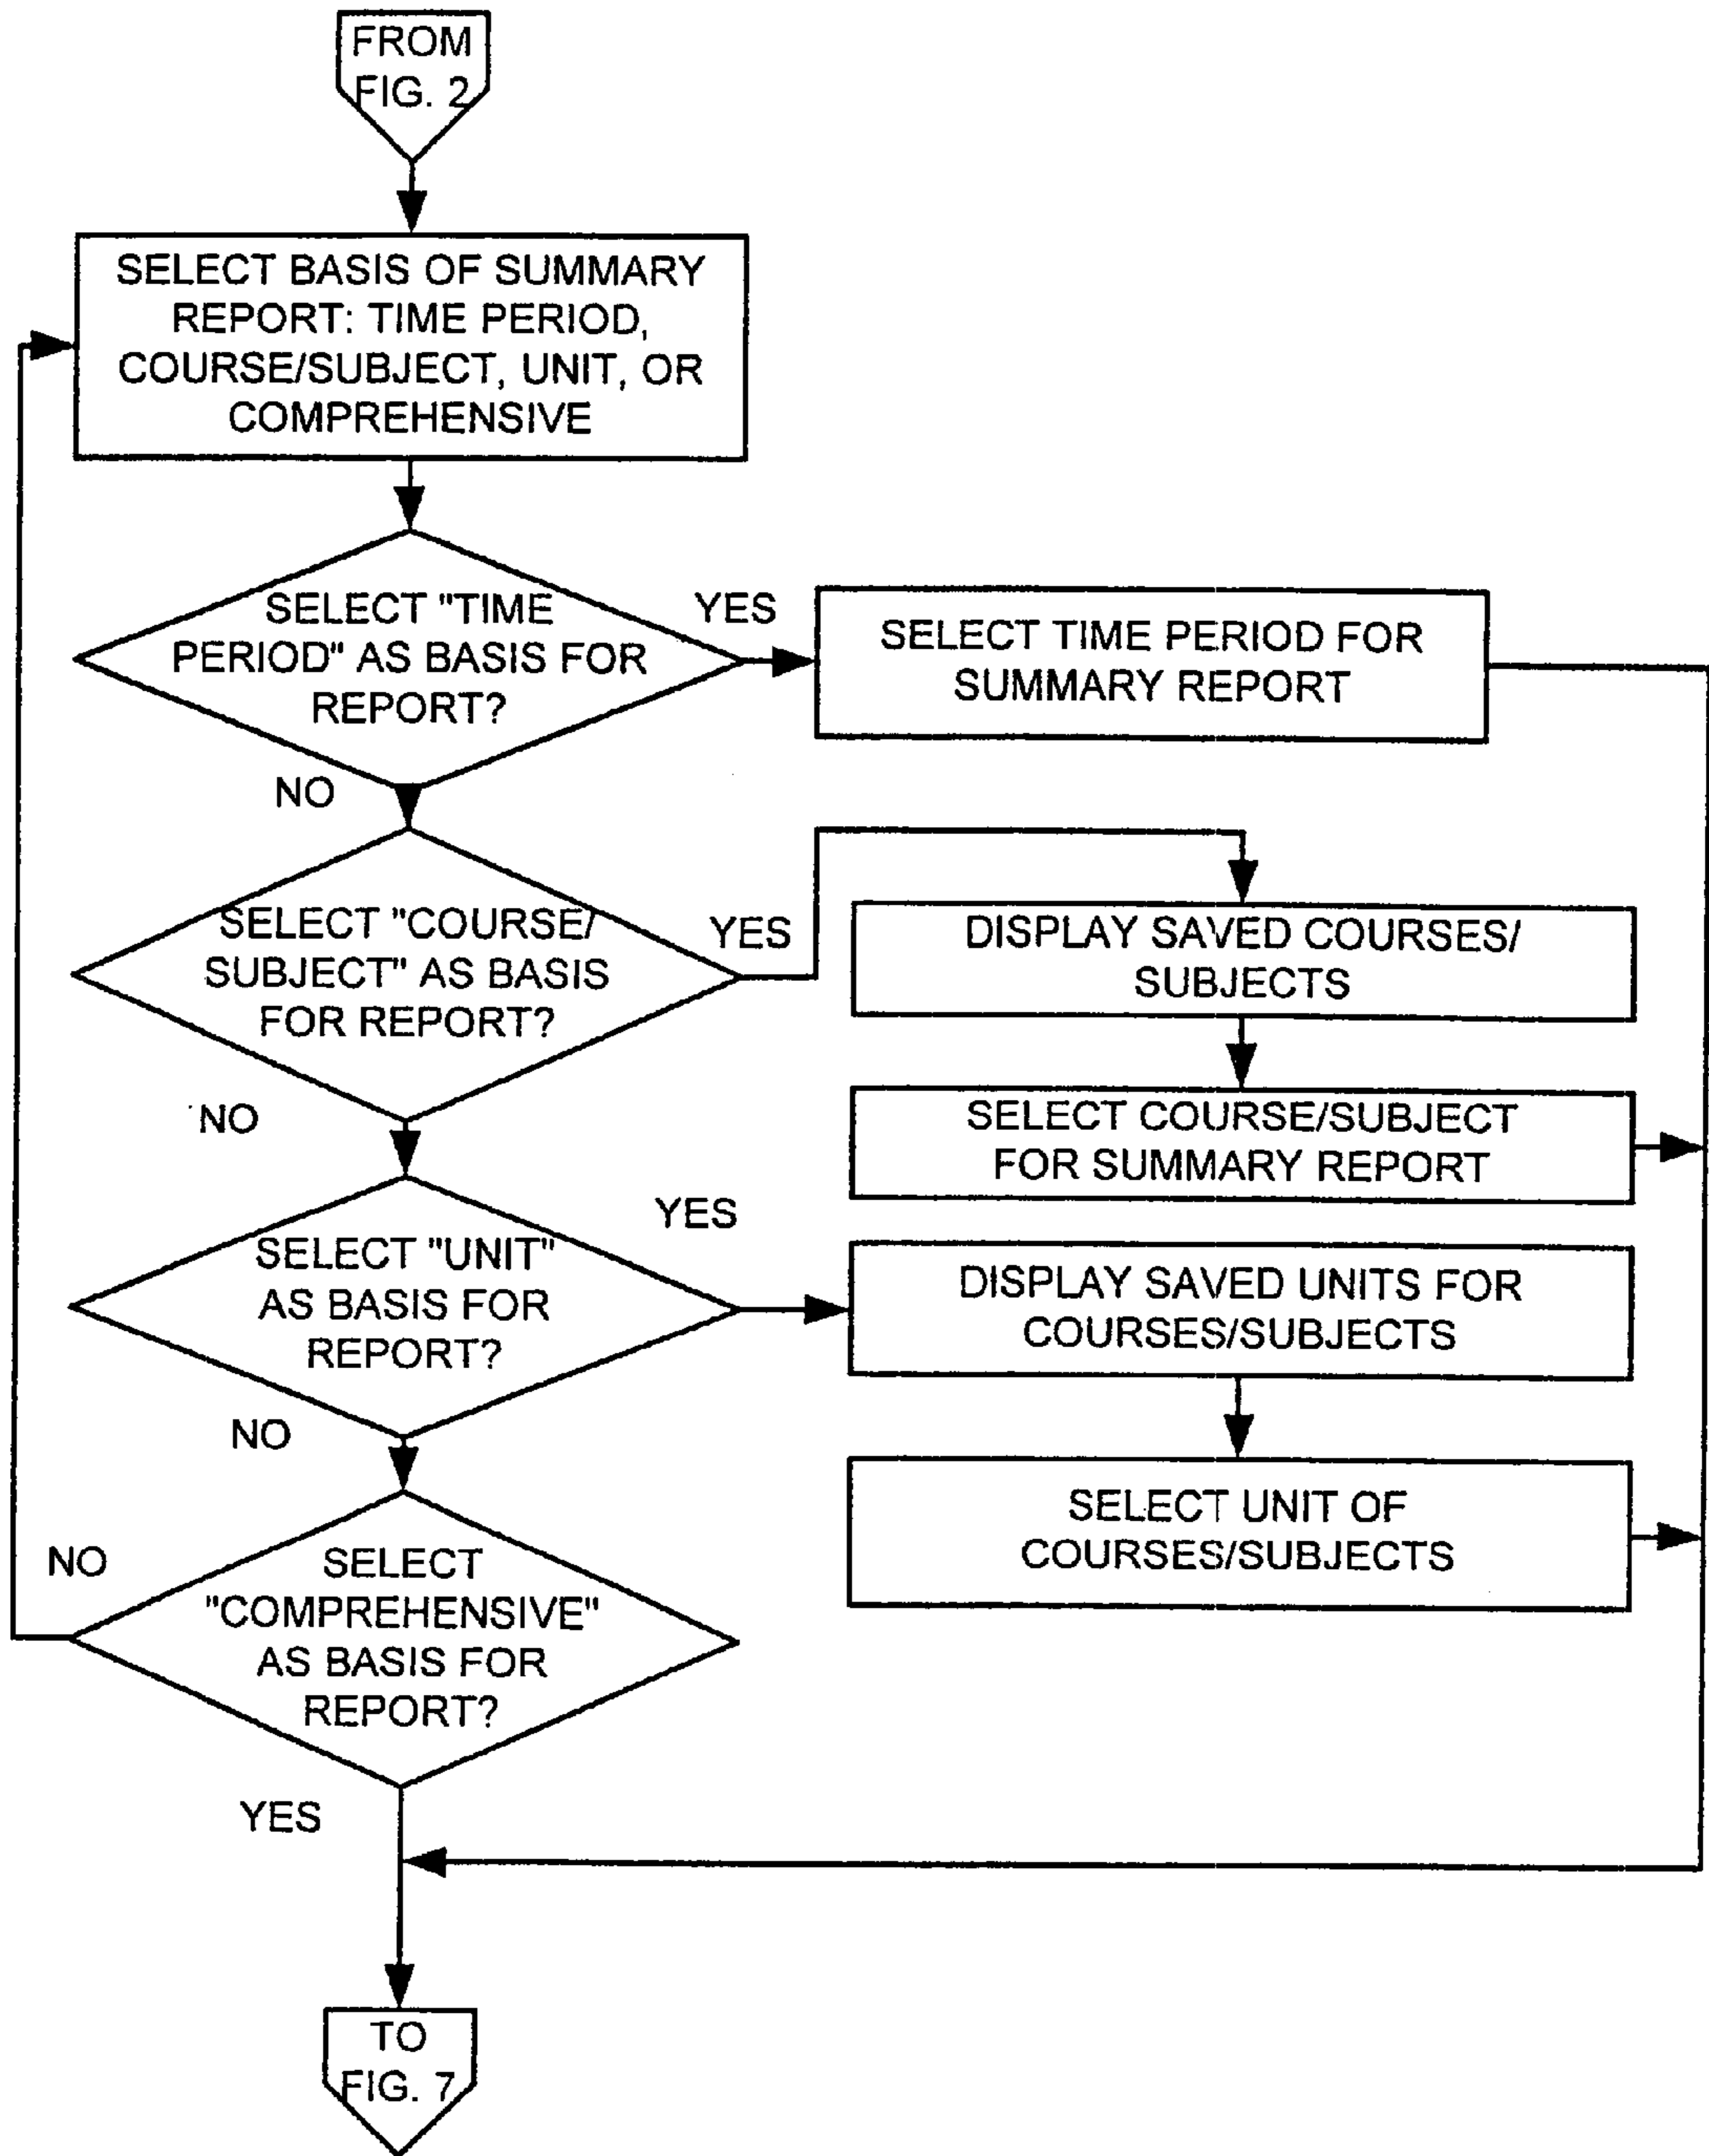 FROM
FIG. 2
SELECT BASIS OF SUMMARY
REPORT: TIME PERIOD,
COURSE/SUBJECT, UNIT, OR
COMPREHENSIVE
SELECT "TIME
PERIOD" AS BASIS FOR
REPORT?
YES
SELECT TIME PERIOD FOR
SUMMARY REPORT
NO
SELECT "COURSE/
SUBJECT" AS BASIS
FOR REPORT?
YES
DISPLAY SAVED COURSES/
SUBJECTS
SELECT COURSE/SUBJECT
FOR SUMMARY REPORT
NO
SELECT "UNIT"
AS BASIS FOR
REPORT?
YES
DISPLAY SAVED UNITS FOR
COURSES/SUBJECTS
SELECT UNIT OF
COURSES/SUBJECTS
NO
SELECT
"COMPREHENSIVE"
AS BASIS FOR
REPORT?
NO
YES
TO
FIG. 7